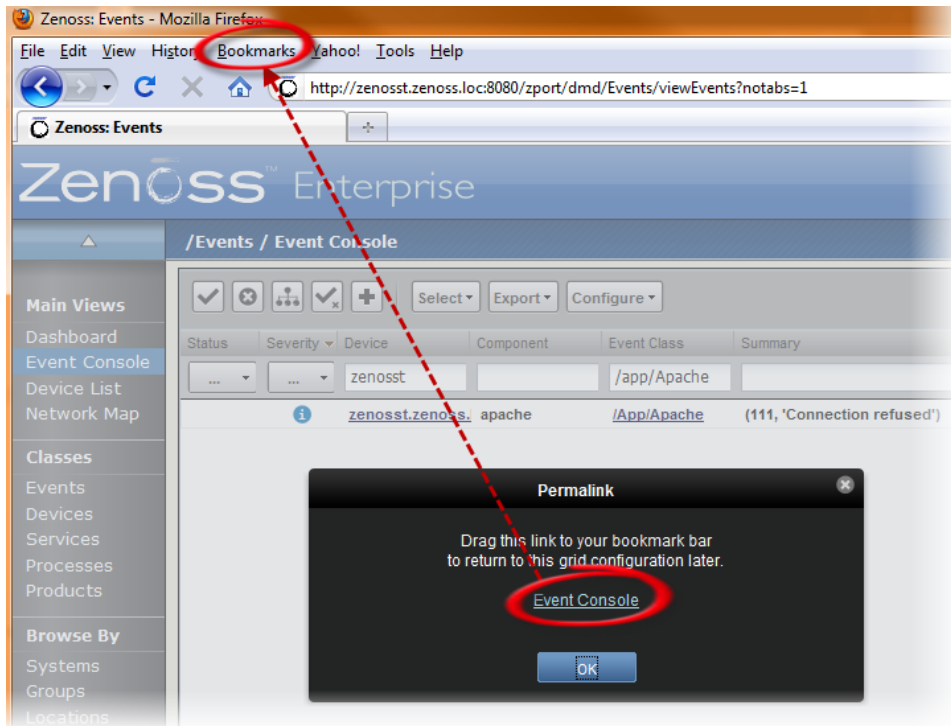 Zenoss: Events - Mozilla Firefox
File Edit View History Bookmarks Yahoo! Tools Help
http://zenosst.zenoss.loc:8080/zport/dmd/Events/viewEvents?notabs=1
Zenoss: Events
Zenōss™ Enterprise
/Events / Event Console
Main Views
Dashboard
Event Console
Device List
Network Map
Classes
Events
Devices
Services
Processes
Products
Browse By
Systems
Groups
Locations
Select Export Configure
Status Severity Device Component Event Class Summary
... ... zenosst /app/Apache
zenosst.zenoss. apache /App/Apache (111, 'Connection refused')
Permalink
Drag this link to your bookmark bar
to return to this grid configuration later.
Event Console
OK